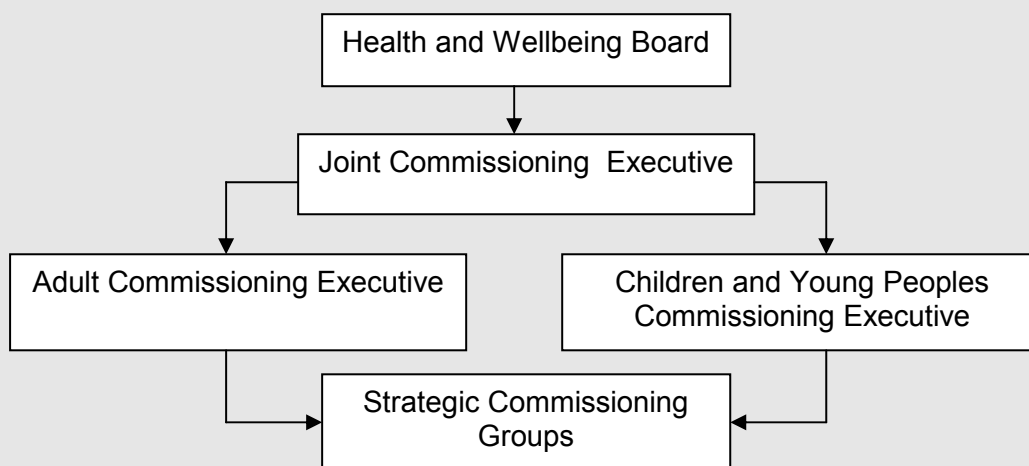 Health and Wellbeing Board
Joint Commissioning Executive
Adult Commissioning Executive
Children and Young Peoples
Commissioning Executive
Strategic Commissioning
Groups